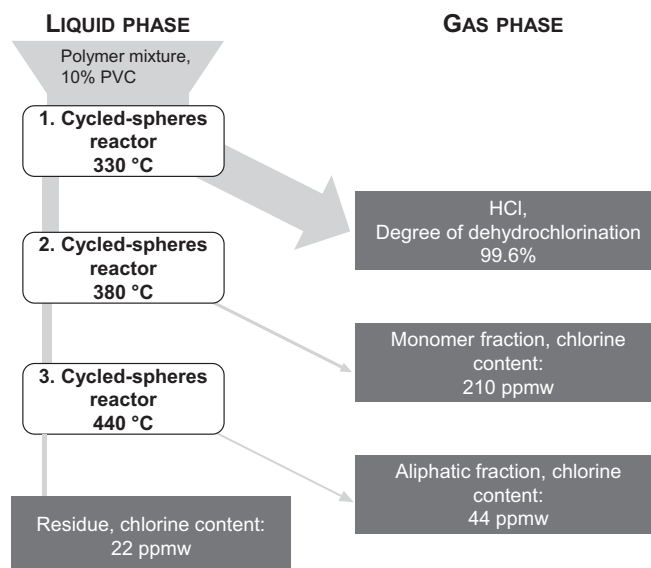 LIQUID PHASE
GAS PHASE
Polymer mixture,
10% PVC
1. Cycled-spheres
reactor
330 °C
HCl,
Degree of dehydrochlorination
99.6%
2. Cycled-spheres
reactor
380 °C
Monomer fraction, chlorine
content:
210 ppmw
3. Cycled-spheres
reactor
440 °C
Aliphatic fraction, chlorine
content:
44 ppmw
Residue, chlorine content:
22 ppmw